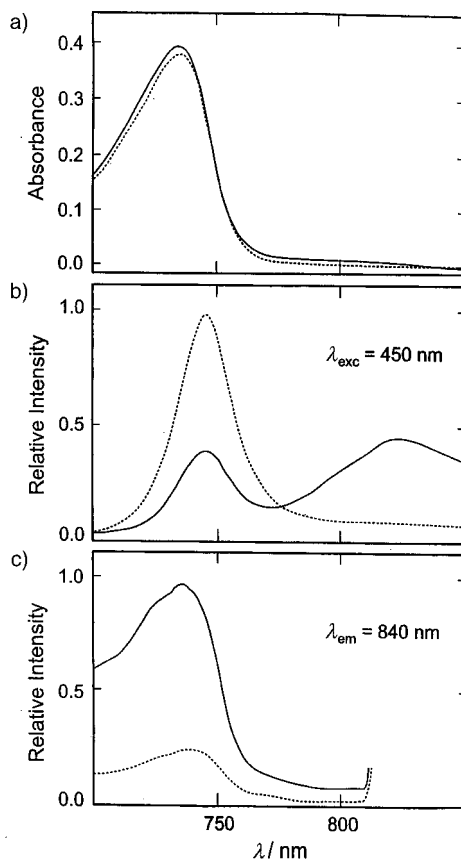 a)
Absorbance
0.4
0.3
0.2
0.1
0.0
b)
Relative Intensity
1.0
0.5
0.0
λexc = 450 nm
c)
Relative Intensity
1.0
0.5
0.0
λem = 840 nm
750
800
λ/ nm